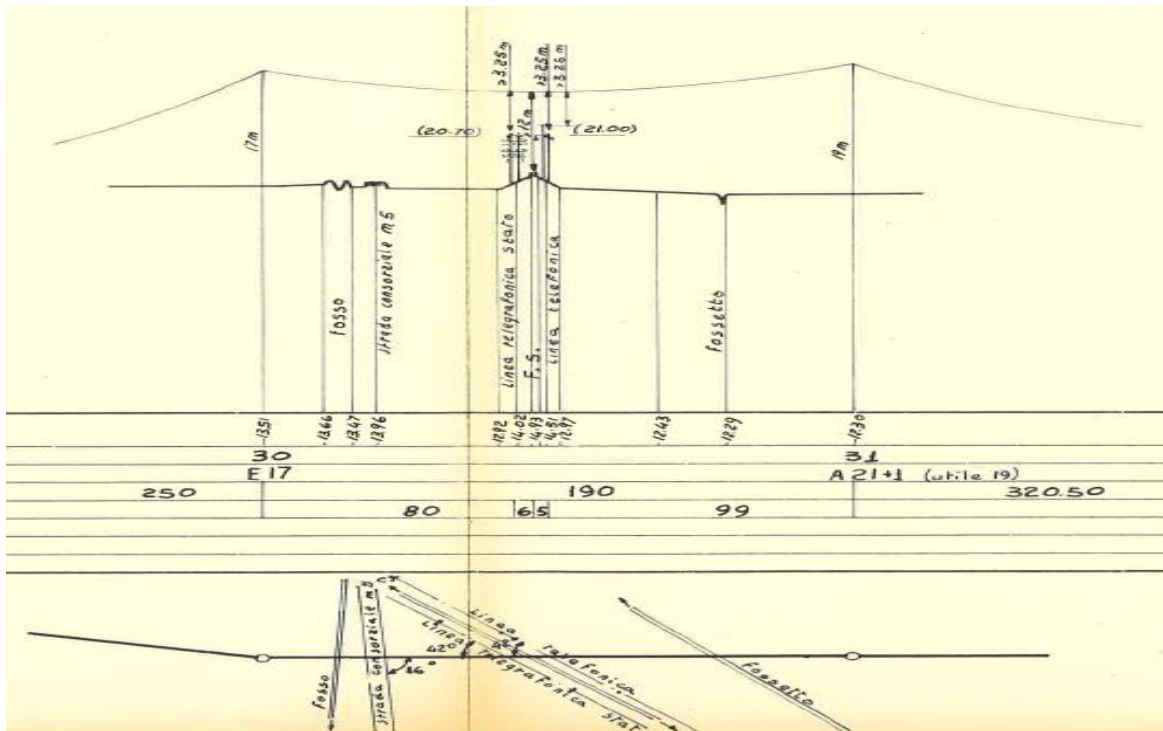 >3.25m
>3.25m
>3.26m
(20.70)
(21.00)
17m
12m
19m
fosso
strada consorziale m5
Linea telegrafonica stato
F.S.
Linea telefonica
fossetto
13.51
13.66
13.47
13.96
12.92
14.02
14.93
14.51
12.97
12.43
12.29
12.30
30
31
E 17
A 21+1 (utile 19)
250
190
320.50
80
6
5
99
fosso
strada consorziale m5
Linea telefonica
Linea telegrafonica stat
42°
fossetto